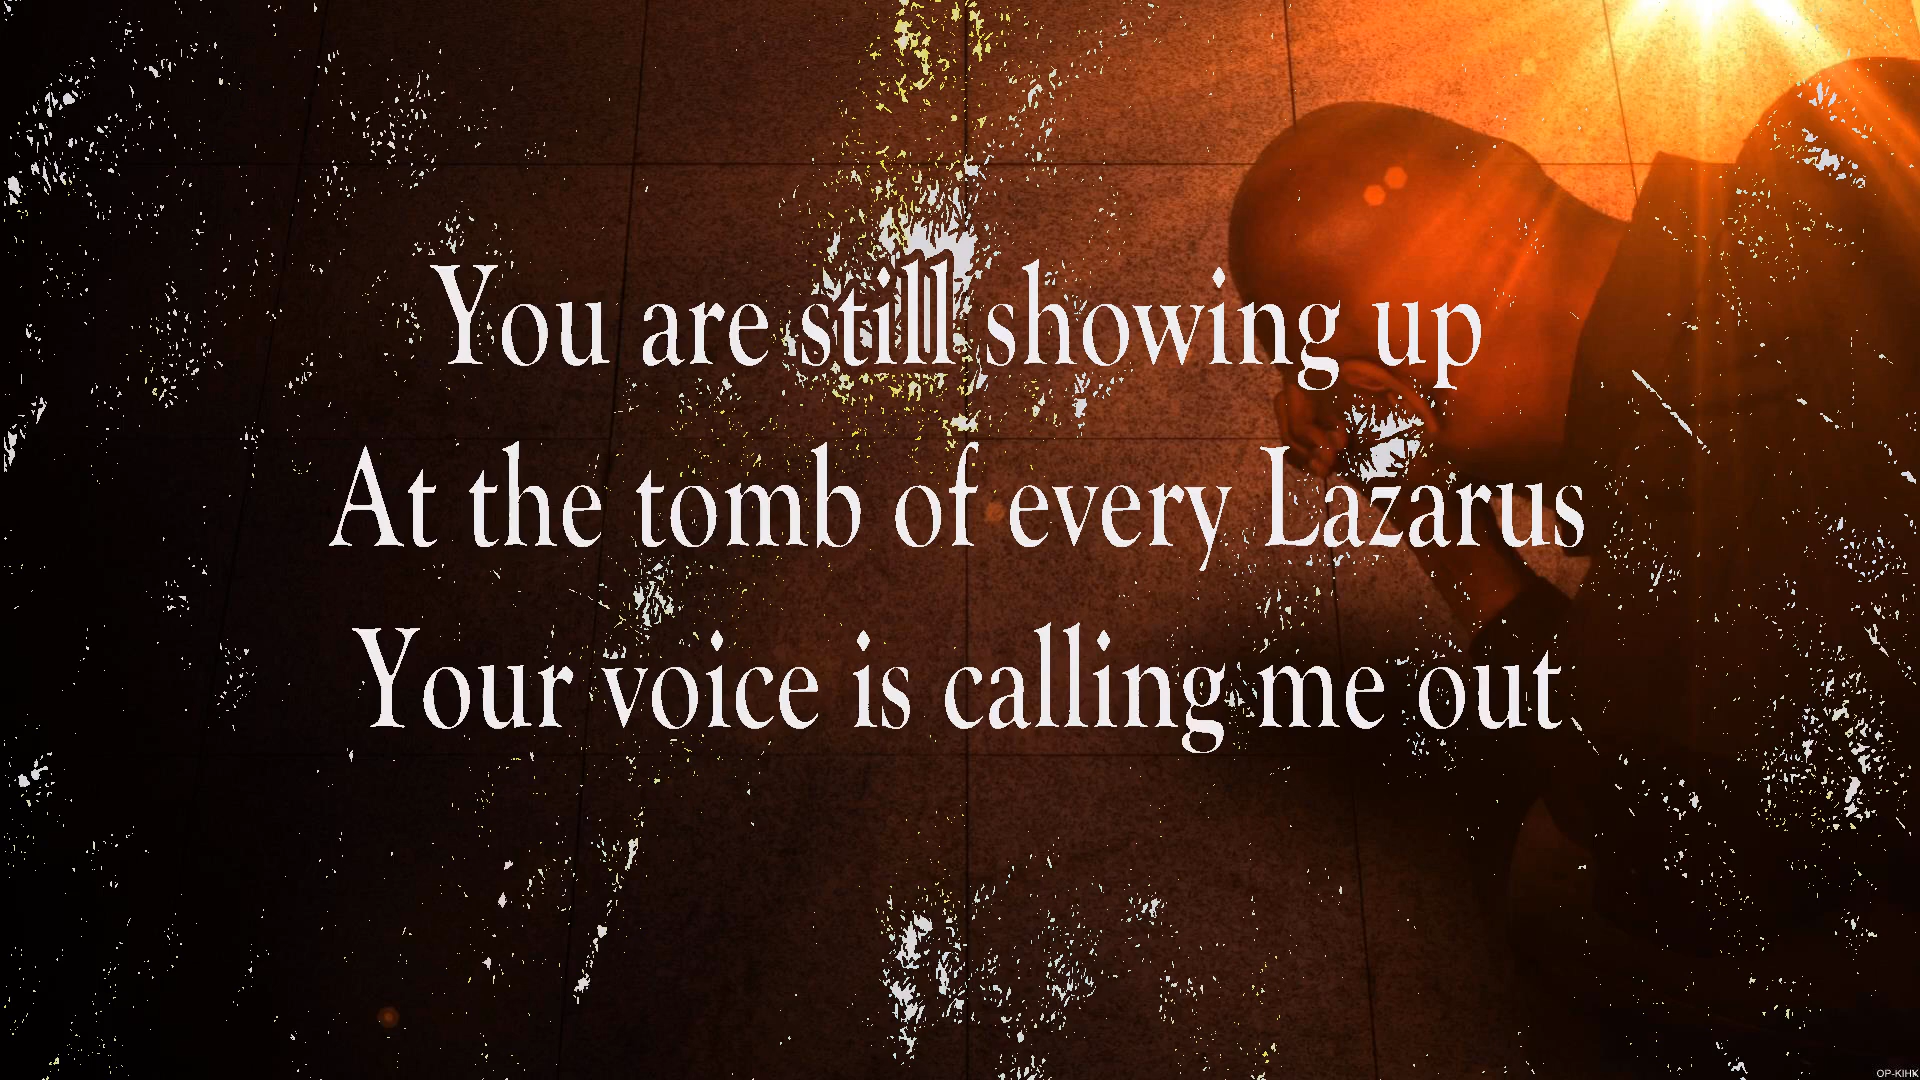 You are still showing up
At the tomb of every Lazarus
Your voice is calling me out
OP-KIHK